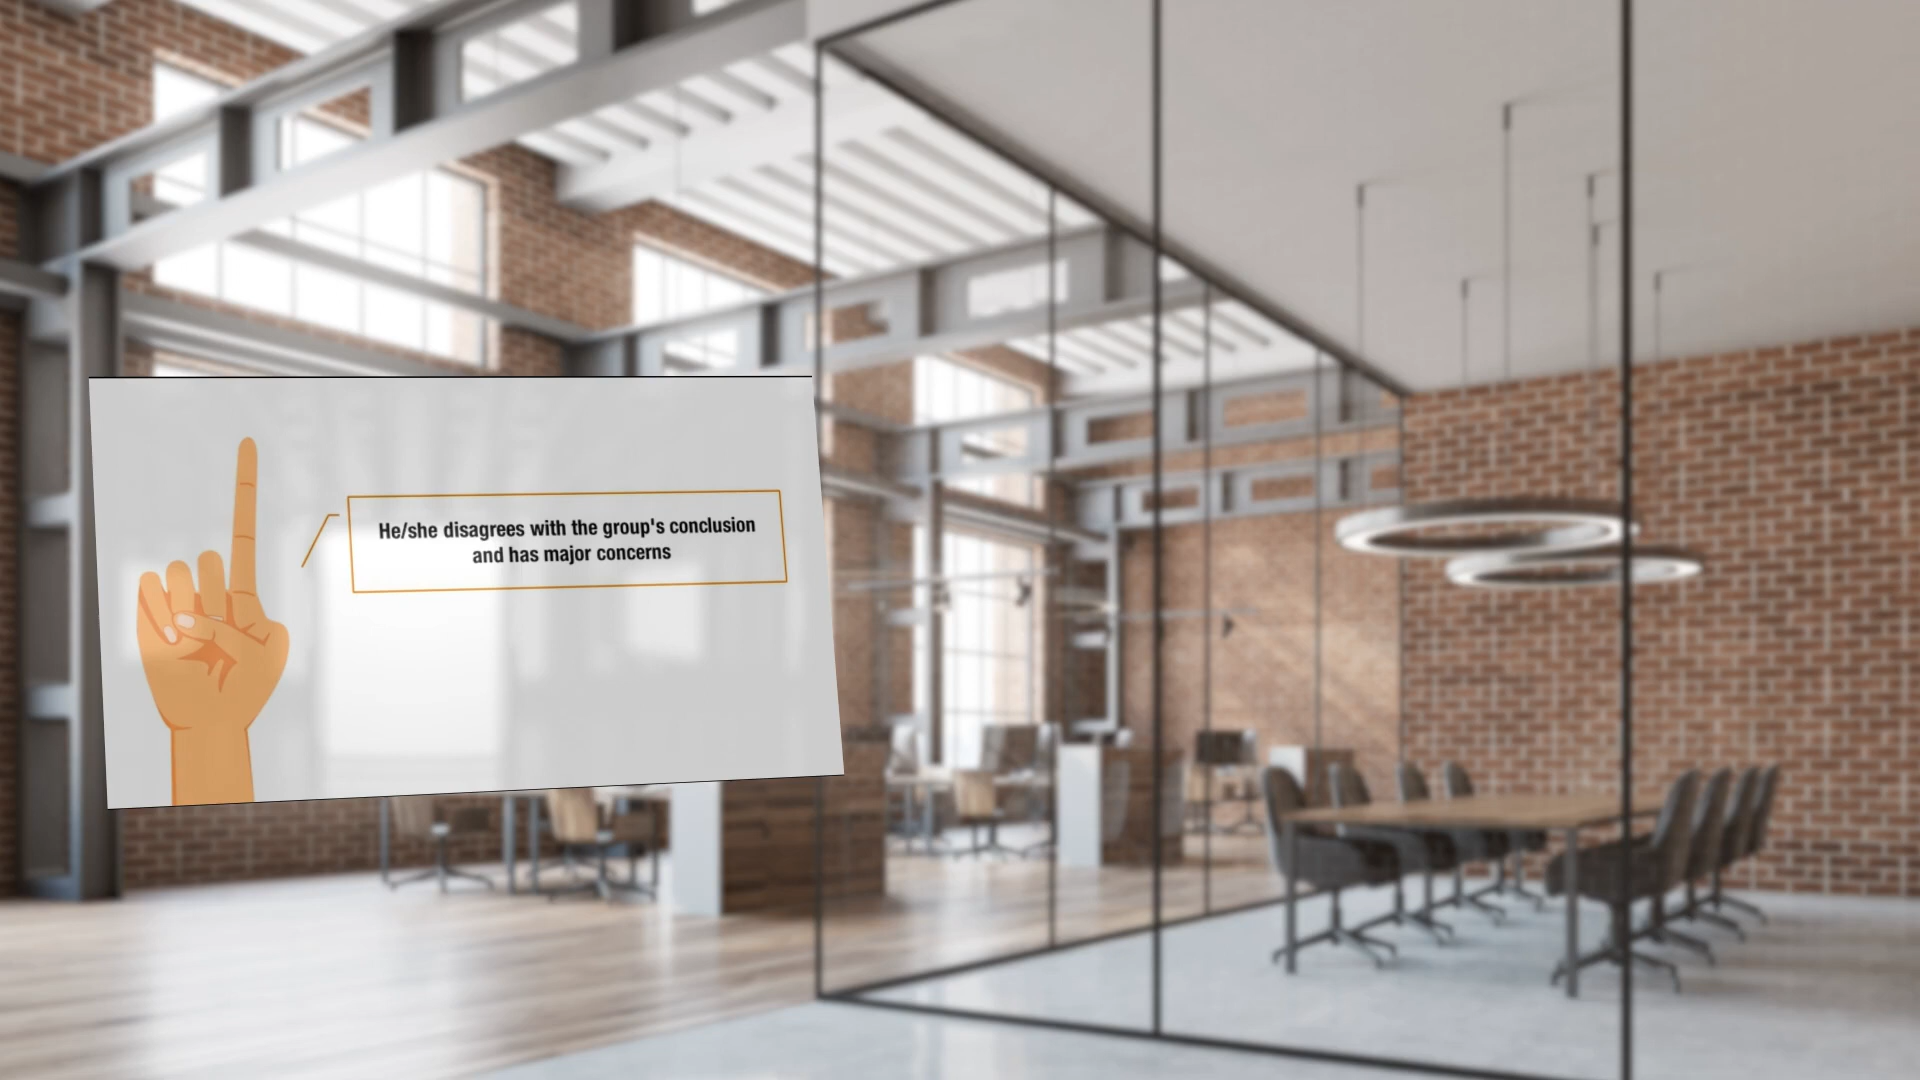 He/she disagrees with the group's conclusion
and has major concerns